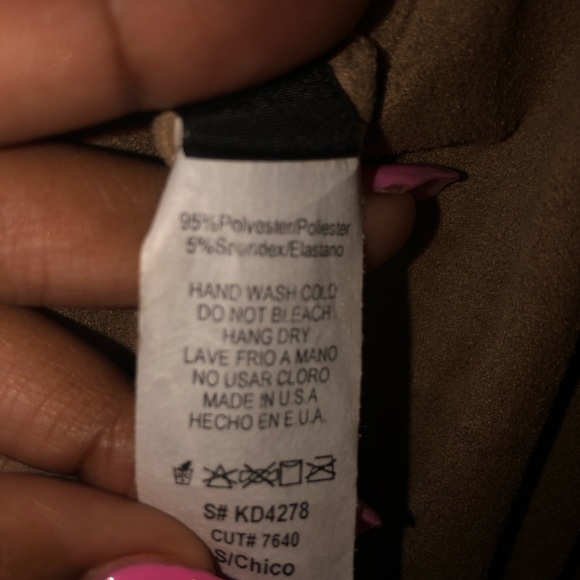 95%Polyester/Poliester
5%Spandex/Elastano
HAND WASH COLD
DO NOT BLEACH
HANG DRY
LAVE FRIO A MANO
NO USAR CLORO
MADE IN U.S.A
HECHO EN E.U.A.
S# KD4278
CUT# 7640
S/Chico